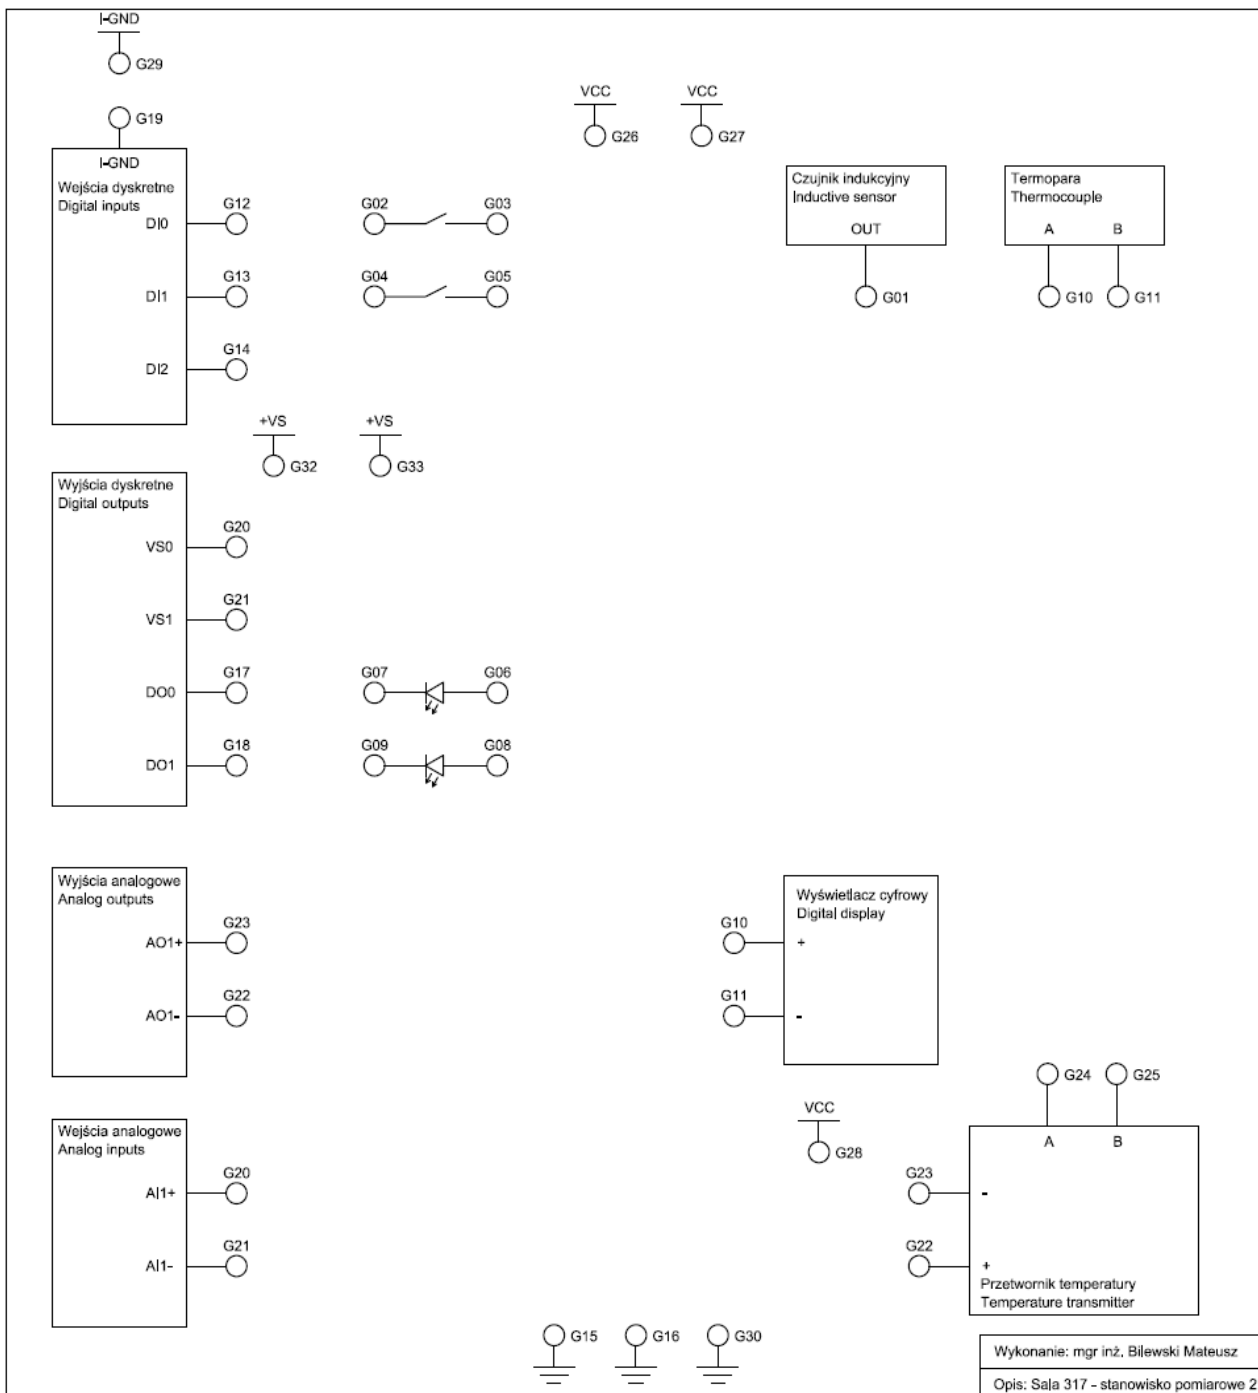 I-GND
G29
G19
VCC
VCC
G26
G27
I-GND
Wejścia dyskretne
Digital inputs
G12
DI0
G13
DI1
G14
DI2
G02
G03
G04
G05
Czujnik indukcyjny
Inductive sensor
OUT
G01
Termopara
Thermocouple
A
B
G10
G11
+VS
+VS
G32
G33
Wyjścia dyskretne
Digital outputs
G20
VS0
G21
VS1
G17
DO0
G18
DO1
G07
G06
G09
G08
Wyjścia analogowe
Analog outputs
G23
AO1+
G22
AO1-
Wyświetlacz cyfrowy
Digital display
G10
+
G11
-
Wejścia analogowe
Analog inputs
G20
AI1+
G21
AI1-
VCC
G28
G24
G25
A
B
G23
-
G22
+
Przetwornik temperatury
Temperature transmitter
G15
G16
G30
Wykonanie: mgr inż. Bilewski Mateusz
Opis: Sala 317 - stanowisko pomiarowe 2